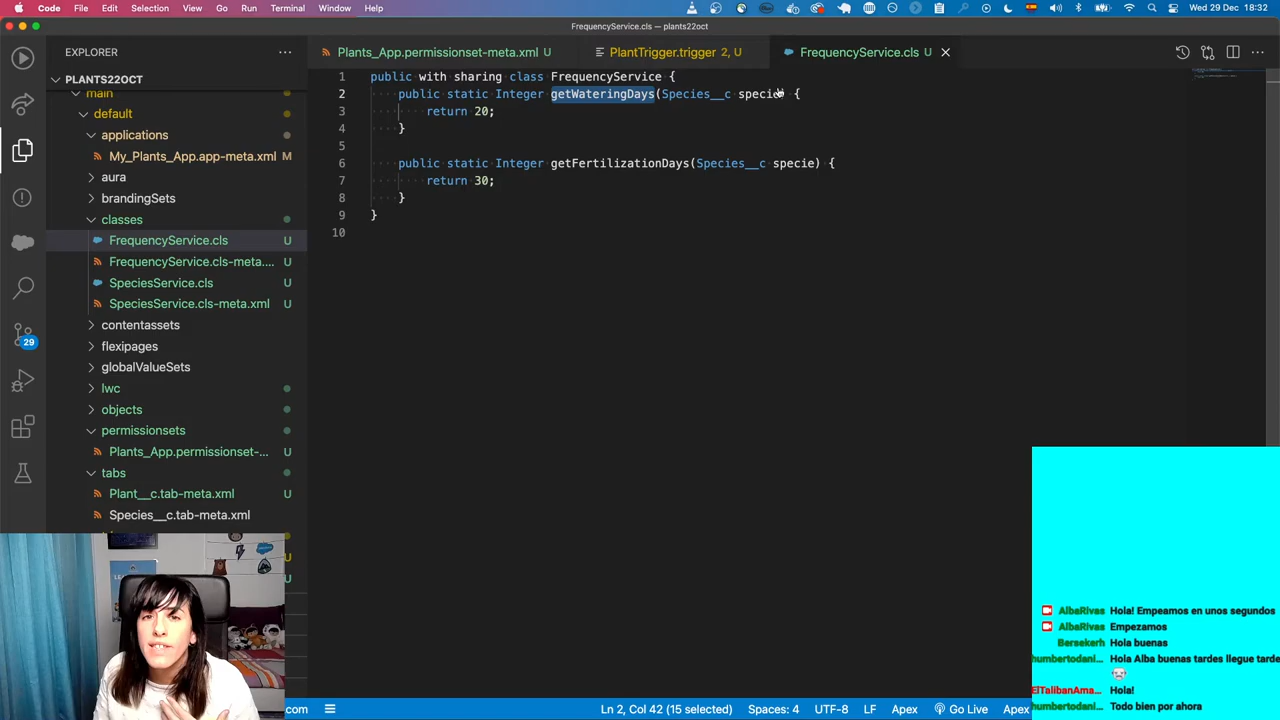 Code File Edit Selection View Go Run Terminal Window Help Wed 29 Dec 18:32
FrequencyService.cls — plants22oct
EXPLORER
Plants_App.permissionset-meta.xml U
PlantTrigger.trigger 2, U
FrequencyService.cls U
PLANTS22OCT
main
default
applications
My_Plants_App.app-meta.xml M
aura
brandingSets
classes
FrequencyService.cls U
FrequencyService.cls-meta.... U
SpeciesService.cls U
SpeciesService.cls-meta.xml U
contentassets
flexipages
globalValueSets
lwc
objects
permissionsets
Plants_App.permissionset-... U
tabs
Plant__c.tab-meta.xml U
Species__c.tab-meta.xml
29
1 public with sharing class FrequencyService {
2 public static Integer getWateringDays(Species__c specie) {
3 return 20;
4 }
5
6 public static Integer getFertilizationDays(Species__c specie) {
7 return 30;
8 }
9 }
10
AlbaRivas Hola! Empeamos en unos segundos
AlbaRivas Empezamos
Bersekerh Hola buenas
humbertodani... Hola Alba buenas tardes llegue tarde
ElTalibanAma... Hola!
humbertodani... Todo bien por ahora
com Ln 2, Col 42 (15 selected) Spaces: 4 UTF-8 LF Apex Go Live Apex